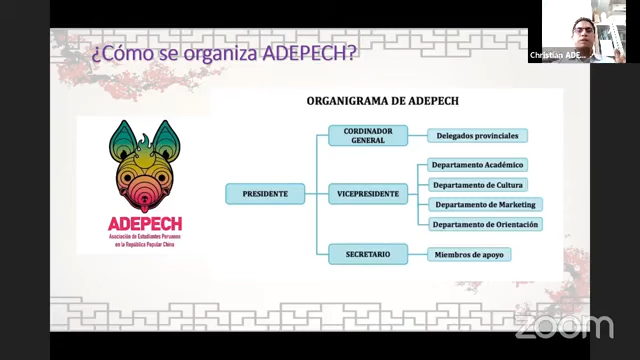 ¿Cómo se organiza ADEPECH?
Christian ADE...
ORGANIGRAMA DE ADEPECH
ADEPECH
Asociación de Estudiantes Peruanos
en la República Popular China
PRESIDENTE
CORDINADOR
GENERAL
Delegados provinciales
VICEPRESIDENTE
Departamento Académico
Departamento de Cultura
Departamento de Marketing
Departamento de Orientación
SECRETARIO
Miembros de apoyo
zoom